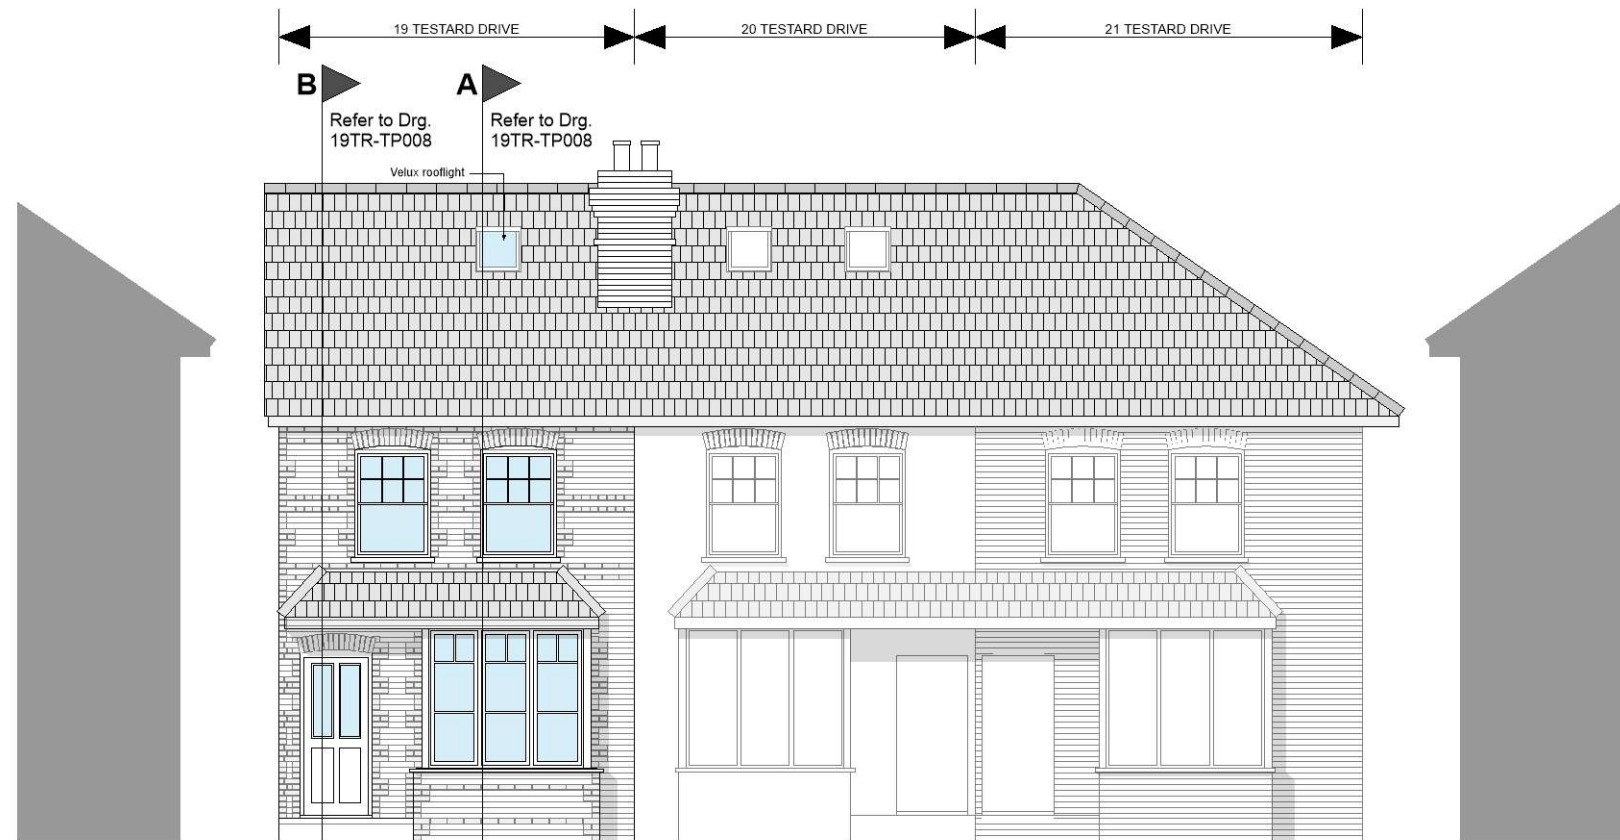 19 TESTARD DRIVE
20 TESTARD DRIVE
21 TESTARD DRIVE
B
Refer to Drg.
19TR-TP008
A
Refer to Drg.
19TR-TP008
Velux rooflight